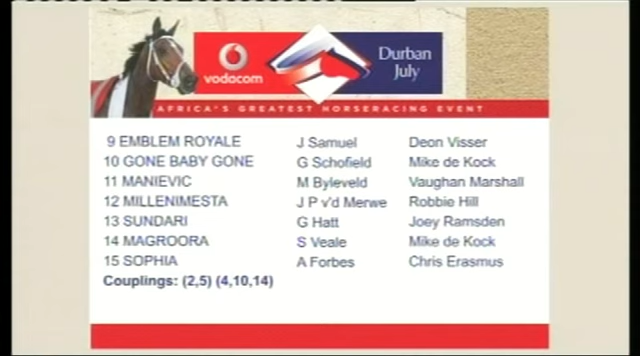 vodacom
Durban
July
AFRICA'S GREATEST HORSERACING EVENT
9 EMBLEM ROYALE J Samuel Deon Visser
10 GONE BABY GONE G Schofield Mike de Kock
11 MANIEVIC M Byleveld Vaughan Marshall
12 MILLENIMESTA J P v'd Merwe Robbie Hill
13 SUNDARI G Hatt Joey Ramsden
14 MAGROORA S Veale Mike de Kock
15 SOPHIA A Forbes Chris Erasmus
Couplings: (2,5) (4,10,14)